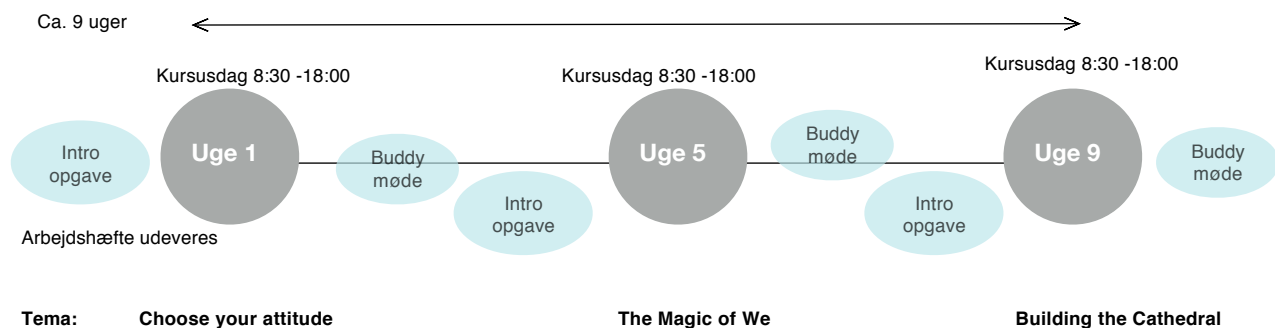 Ca. 9 uger
Kursusdag 8:30 -18:00
Kursusdag 8:30 -18:00
Kursusdag 8:30 -18:00
Intro
opgave
Uge 1
Buddy
møde
Intro
opgave
Uge 5
Buddy
møde
Intro
opgave
Uge 9
Buddy
møde
Arbejdshæfte udeveres
Tema: Choose your attitude The Magic of We Building the Cathedral